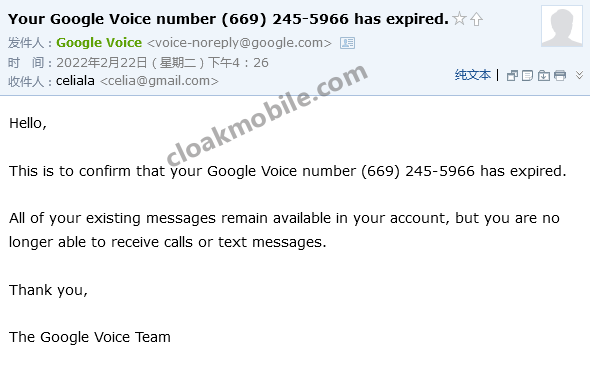 Your Google Voice number (669) 245-5966 has expired.
发件人：Google Voice <voice-noreply@google.com>
时　间：2022年2月22日（星期二）下午4：26
收件人：celiala <celia@gmail.com>
纯文本 |
cloakmobile.com
Hello,
This is to confirm that your Google Voice number (669) 245-5966 has expired.
All of your existing messages remain available in your account, but you are no
longer able to receive calls or text messages.
Thank you,
The Google Voice Team